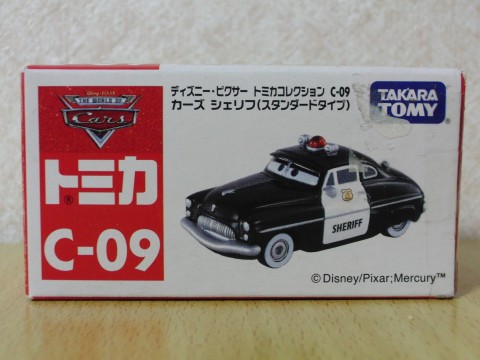 Disney·PIXAR
THE WORLD OF
Cars
トミカ
®
C-09
ディズニー・ピクサー トミカコレクション C-09
カーズ シェリフ(スタンダードタイプ)
TAKARA
TOMY
SHERIFF
©Disney/Pixar;Mercury™